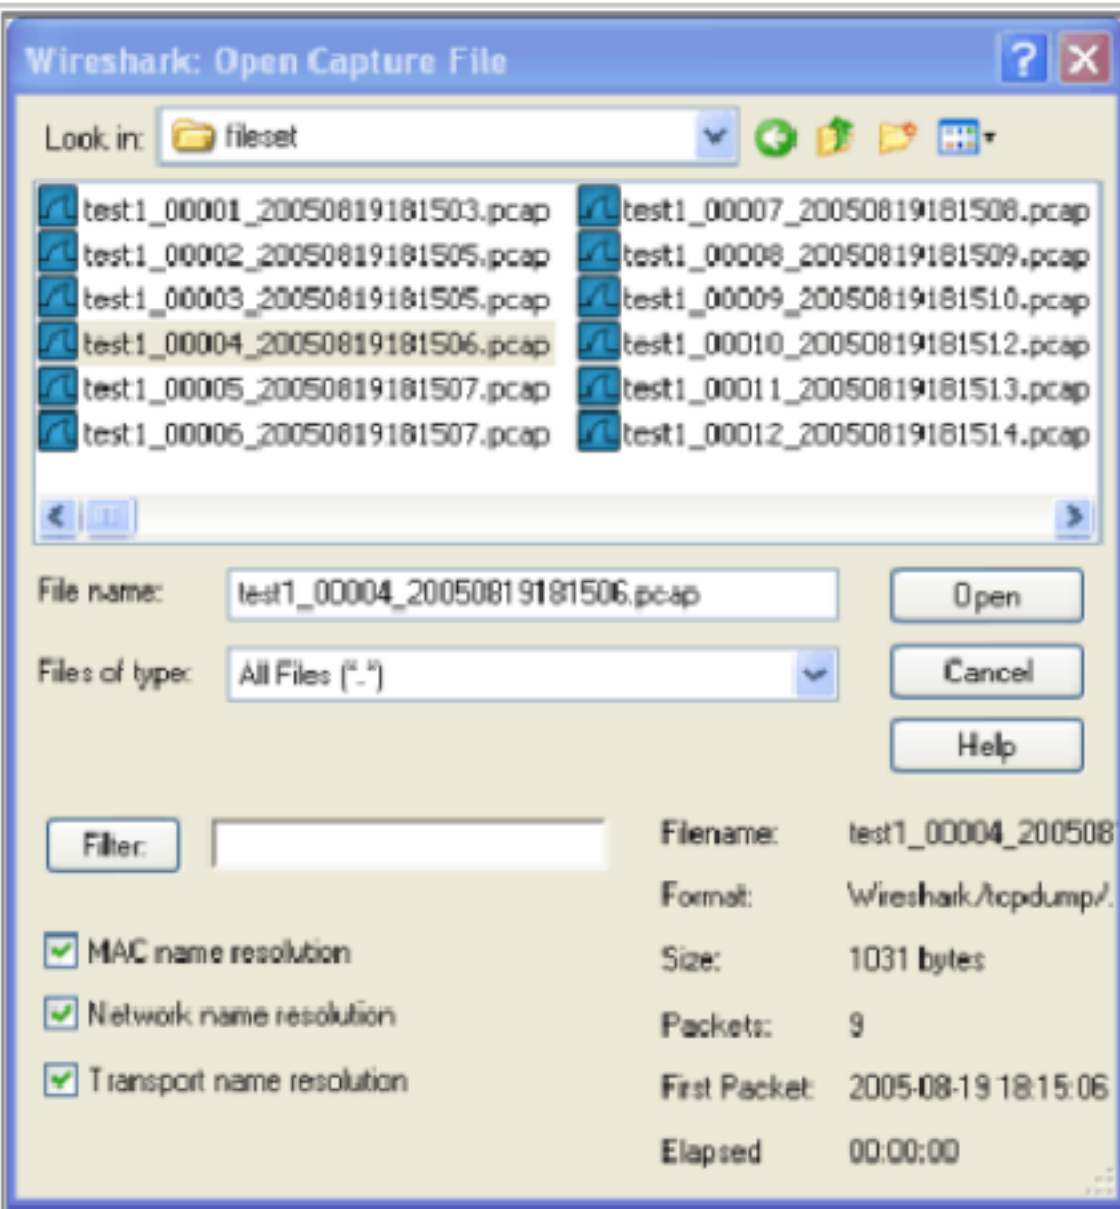 Wireshark: Open Capture File
Look in: fileset
test1_00001_20050819181503.pcap
test1_00002_20050819181505.pcap
test1_00003_20050819181505.pcap
test1_00004_20050819181506.pcap
test1_00005_20050819181507.pcap
test1_00006_20050819181507.pcap
test1_00007_20050819181508.pcap
test1_00008_20050819181509.pcap
test1_00009_20050819181510.pcap
test1_00010_20050819181512.pcap
test1_00011_20050819181513.pcap
test1_00012_20050819181514.pcap
File name: test1_00004_20050819181506.pcap
Open
Files of type: All Files (*.*)
Cancel
Help
Filter:
MAC name resolution
Network name resolution
Transport name resolution
Filename: test1_00004_200508
Format: Wireshark/tcpdump/.
Size: 1031 bytes
Packets: 9
First Packet: 2005-08-19 18:15:06
Elapsed 00:00:00